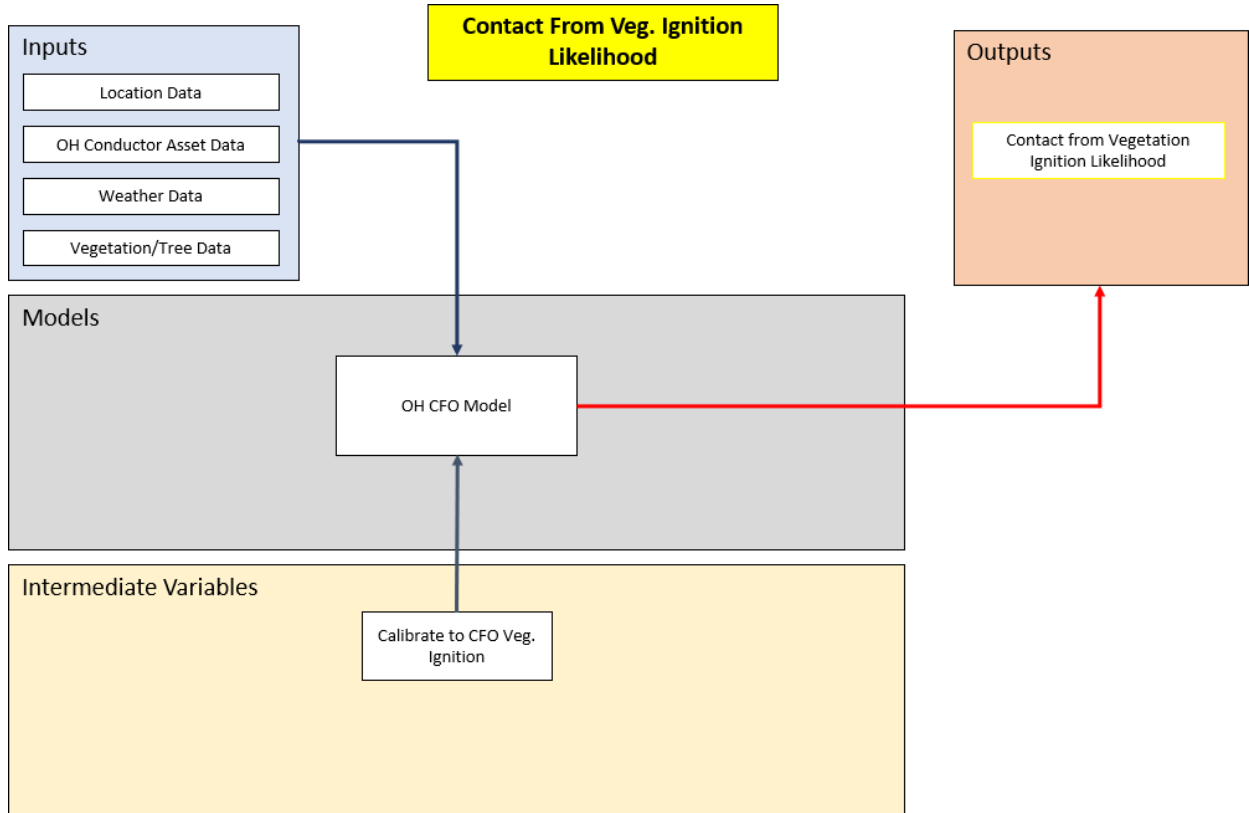 Contact From Veg. Ignition
Likelihood
Inputs
Location Data
OH Conductor Asset Data
Weather Data
Vegetation/Tree Data
Outputs
Contact from Vegetation
Ignition Likelihood
Models
OH CFO Model
Intermediate Variables
Calibrate to CFO Veg.
Ignition